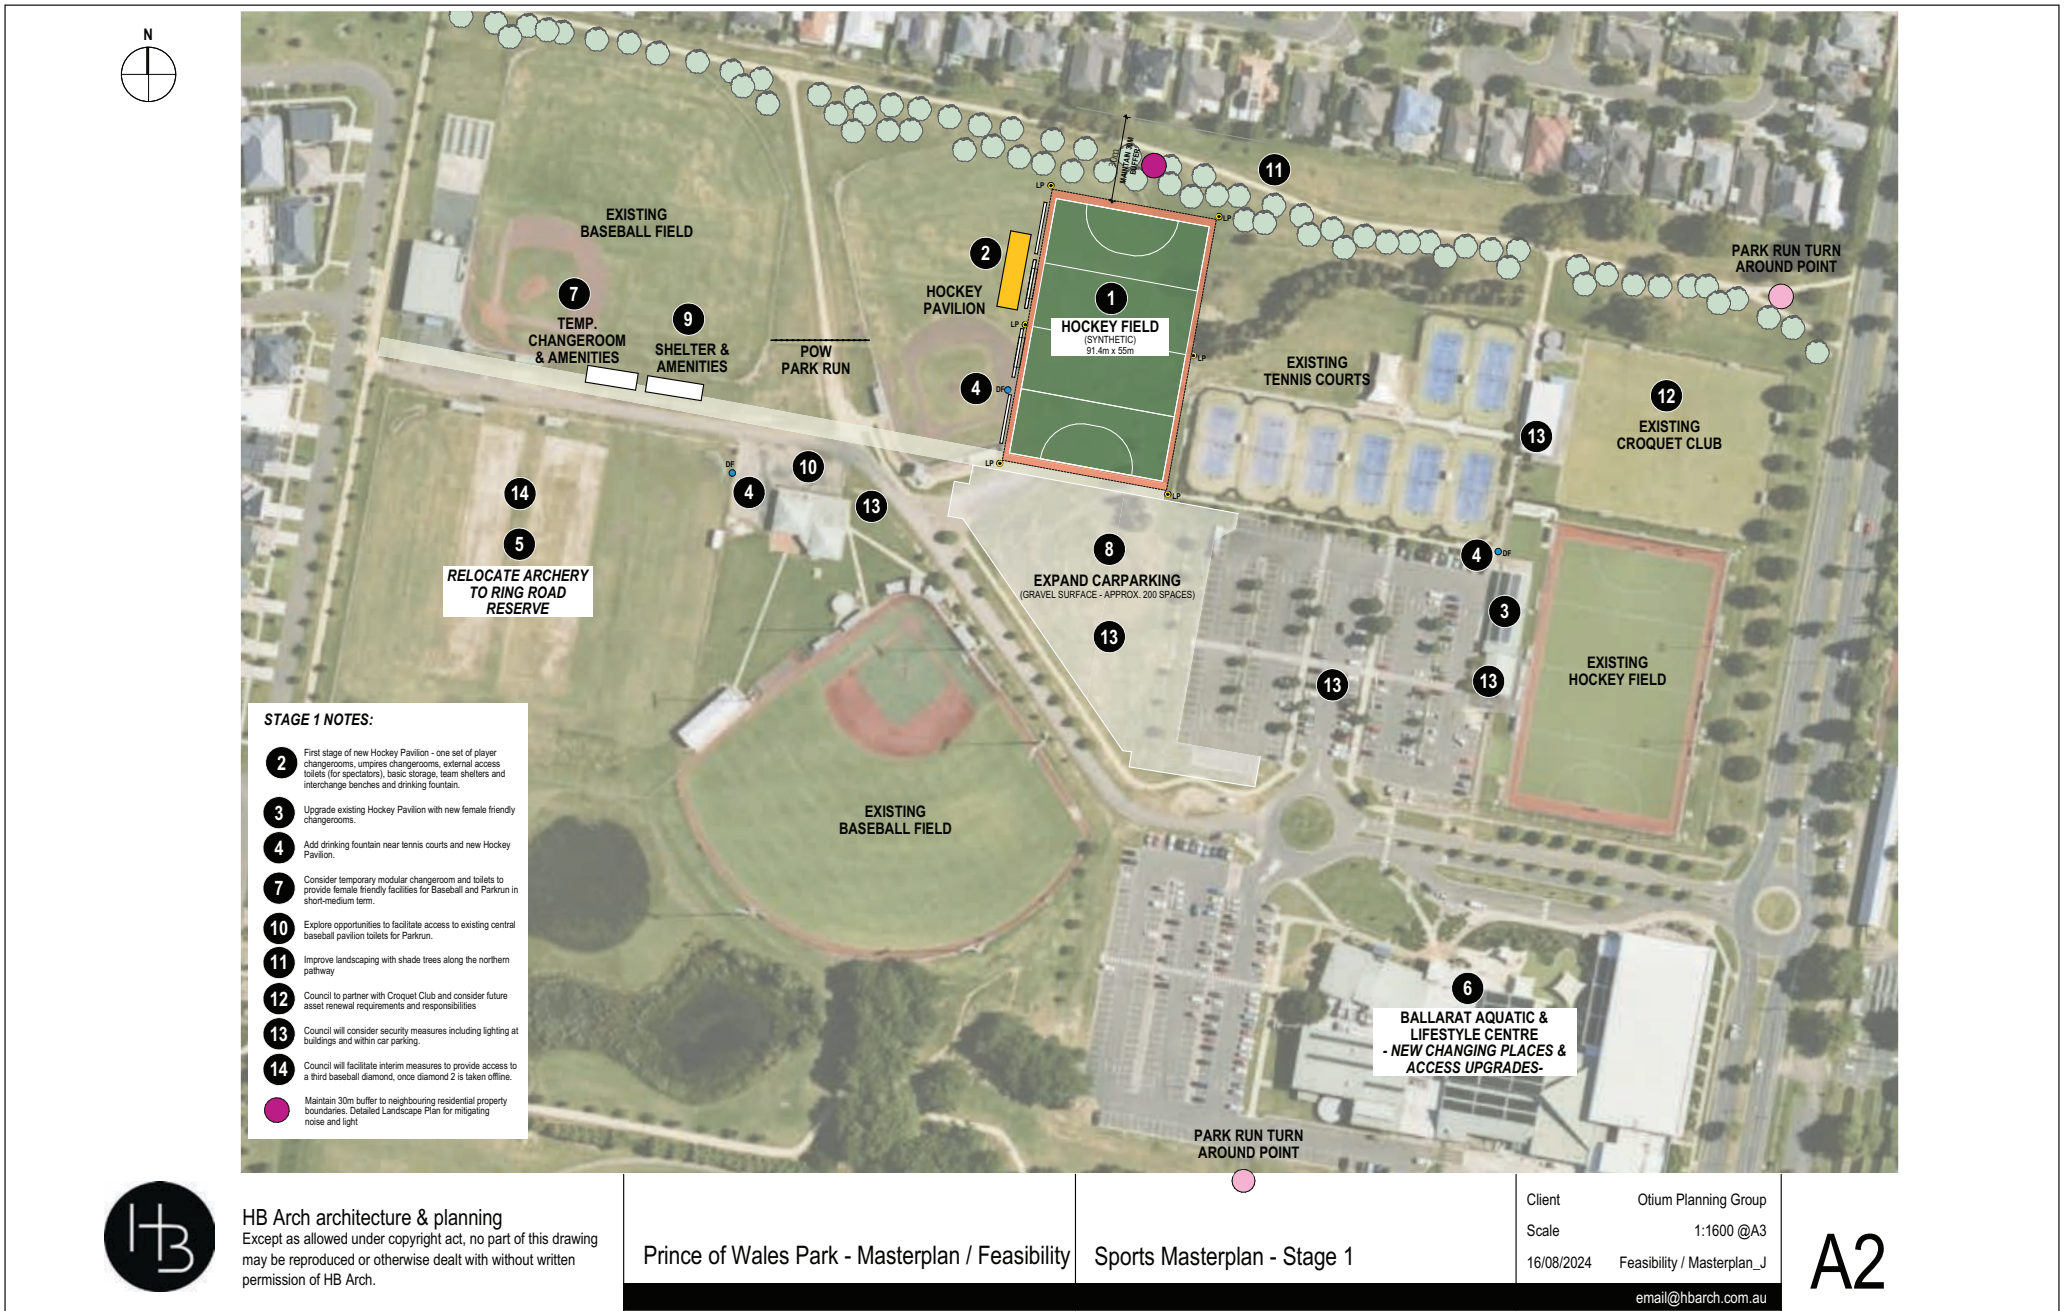 N
MAINTAIN 30M
BUFFER
11
LP
LP
EXISTING
BASEBALL FIELD
PARK RUN TURN
AROUND POINT
2
HOCKEY
PAVILION
1
HOCKEY FIELD
(SYNTHETIC)
91.4m x 55m
7
TEMP.
CHANGEROOM
& AMENITIES
9
SHELTER &
AMENITIES
POW
PARK RUN
LP
LP
EXISTING
TENNIS COURTS
4
DF
12
EXISTING
CROQUET CLUB
13
LP
LP
DF
4
10
13
14
5
RELOCATE ARCHERY
TO RING ROAD
RESERVE
8
EXPAND CARPARKING
(GRAVEL SURFACE - APPROX. 200 SPACES)
13
4
DF
3
13
13
EXISTING
HOCKEY FIELD
EXISTING
BASEBALL FIELD
STAGE 1 NOTES:
2
First stage of new Hockey Pavilion - one set of player
changerooms, umpires changerooms, external access
toilets (for spectators), basic storage, team shelters and
interchange benches and drinking fountain.
3
Upgrade existing Hockey Pavilion with new female friendly
changerooms.
4
Add drinking fountain near tennis courts and new Hockey
Pavilion.
7
Consider temporary modular changeroom and toilets to
provide female friendly facilities for Baseball and Parkrun in
short-medium term.
10
Explore opportunities to facilitate access to existing central
baseball pavilion toilets for Parkrun.
11
Improve landscaping with shade trees along the northern
pathway
12
Council to partner with Croquet Club and consider future
asset renewal requirements and responsibilities
13
Council will consider security measures including lighting at
buildings and within car parking.
14
Council will facilitate interim measures to provide access to
a third baseball diamond, once diamond 2 is taken offline.
Maintain 30m buffer to neighbouring residential property
boundaries. Detailed Landscape Plan for mitigating
noise and light
6
BALLARAT AQUATIC &
LIFESTYLE CENTRE
- NEW CHANGING PLACES &
ACCESS UPGRADES-
PARK RUN TURN
AROUND POINT
HB
HB Arch architecture & planning
Except as allowed under copyright act, no part of this drawing
may be reproduced or otherwise dealt with without written
permission of HB Arch.
Prince of Wales Park - Masterplan / Feasibility
Sports Masterplan - Stage 1
Client Otium Planning Group
Scale 1:1600 @A3
16/08/2024 Feasibility / Masterplan_J
email@hbarch.com.au
A2